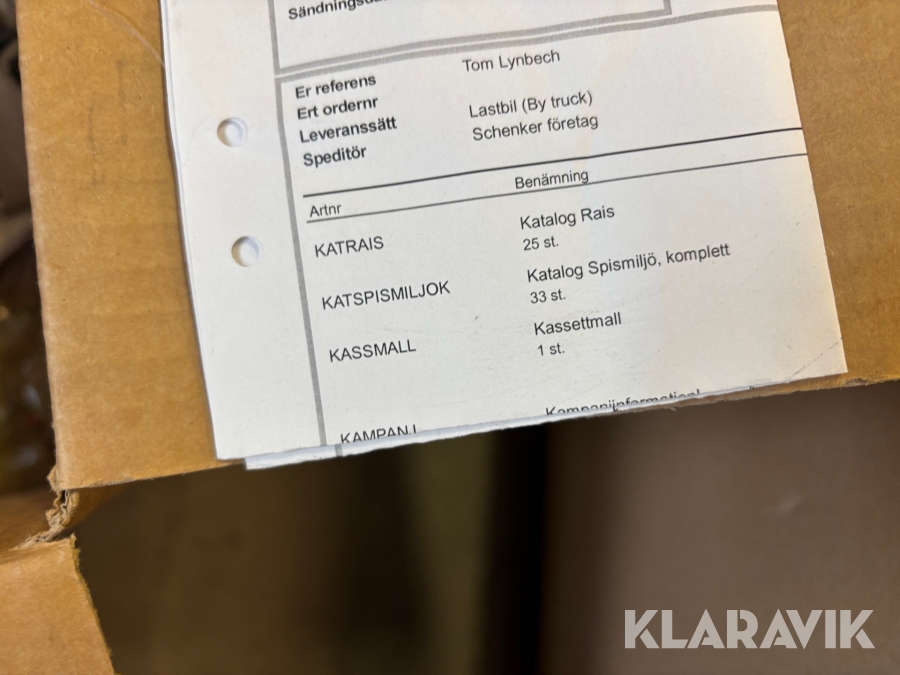 Er referens Tom Lynbech
Ert ordernr
Leveranssätt Lastbil (By truck)
Speditör Schenker företag
Artnr Benämning
KATRAIS Katalog Rais
25 st.
KATSPISMILJOK Katalog Spismiljö, komplett
33 st.
KASSMALL Kassettmall
1 st.
KLARAVIK